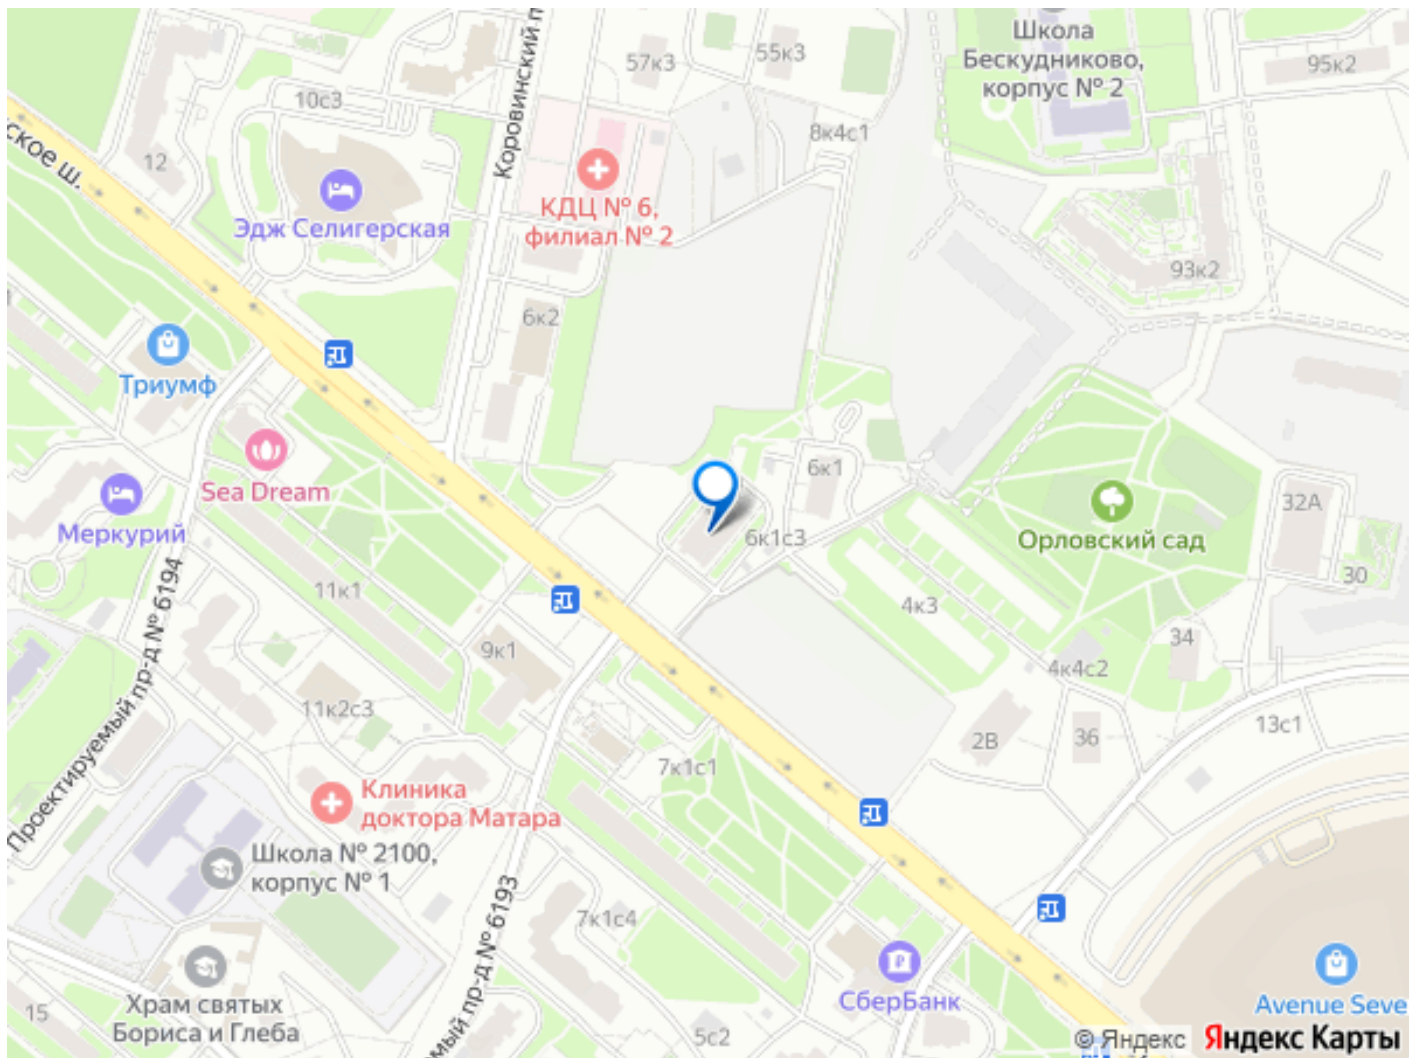 Школа
Бескудниково,
корпус № 2
57к3
55к3
95к2
Коровинский п
10с3
ское ш.
12
8к4с1
КДЦ № 6,
филиал № 2
Эдж Селигерская
93к2
6к2
Триумф
6к1
Sea Dream
Меркурий
32А
6к1с3
Орловский сад
30
11к1
4к3
Проектируемый пр-д № 6194
9к1
34
4к4с2
11к2с3
13с1
2В
36
7к1с1
Клиника
доктора Матара
Школа № 2100,
корпус № 1
7к1с4
мый пр-д № 6193
Храм святых
Бориса и Глеба
15
СберБанк
Avenue Seve
5с2
© Яндекс Яндекс Карты